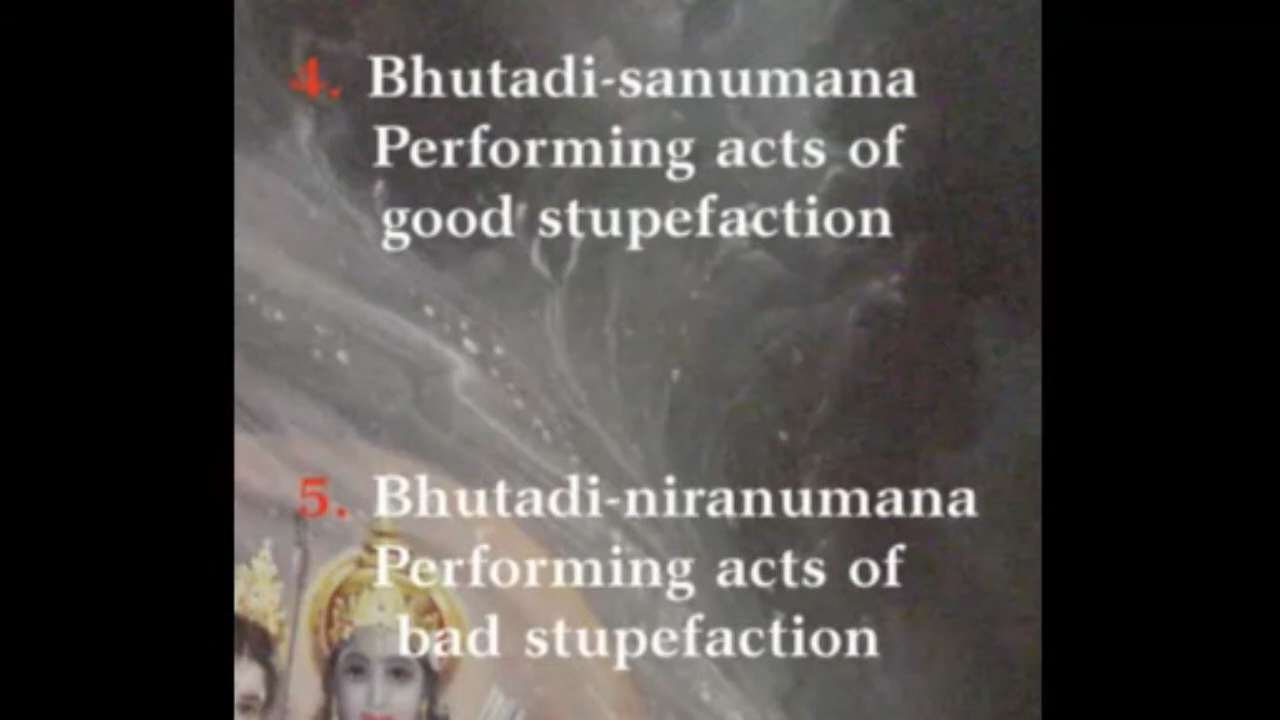 4. Bhutadi-sanumana
Performing acts of
good stupefaction
5. Bhutadi-niranumana
Performing acts of
bad stupefaction